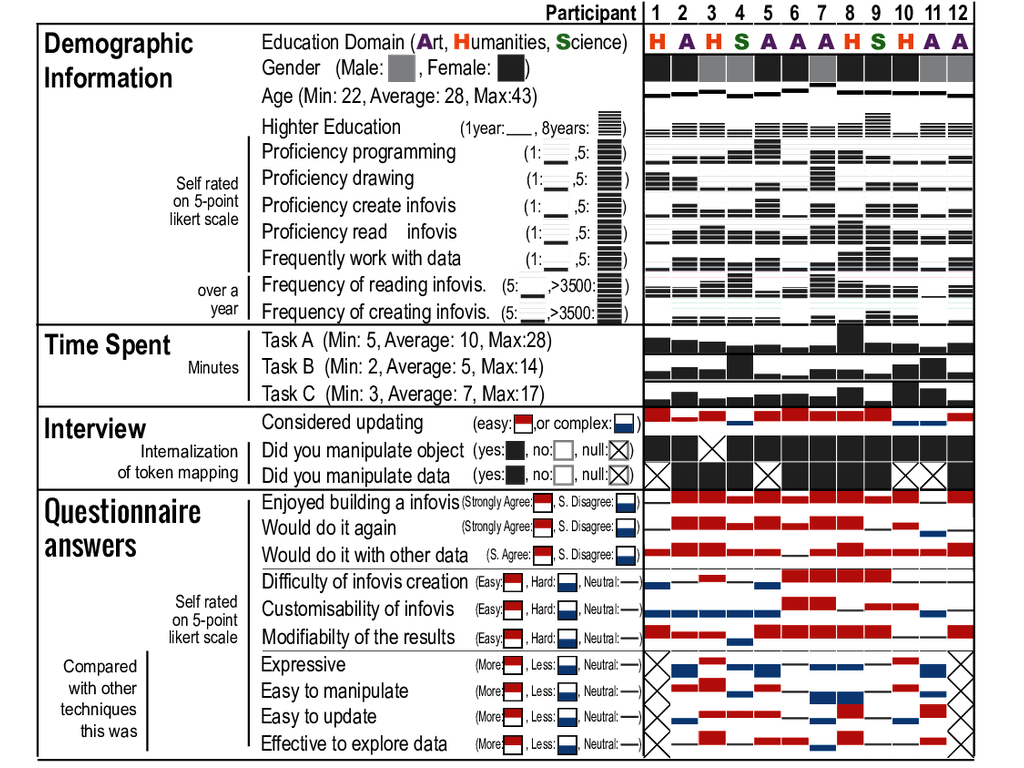 Participant 1 2 3 4 5 6 7 8 9 10 11 12
Demographic
Information
Education Domain (Art, Humanities, Science) H A H S A A A H S H A A
Gender (Male: , Female: )
Age (Min: 22, Average: 28, Max:43)
Highter Education (1year: , 8years: )
Self rated
on 5-point
likert scale
Proficiency programming (1: ,5: )
Proficiency drawing (1: ,5: )
Proficiency create infovis (1: ,5: )
Proficiency read infovis (1: ,5: )
Frequently work with data (1: ,5: )
over a
year
Frequency of reading infovis. (5: ,>3500: )
Frequency of creating infovis. (5: ,>3500: )
Time Spent
Minutes
Task A (Min: 5, Average: 10, Max:28)
Task B (Min: 2, Average: 5, Max:14)
Task C (Min: 3, Average: 7, Max:17)
Interview
Internalization
of token mapping
Considered updating (easy: ,or complex: )
Did you manipulate object (yes: , no: , null: )
Did you manipulate data (yes: , no: , null: )
Questionnaire
answers
Enjoyed building a infovis (Strongly Agree: , S. Disagree: )
Would do it again (Strongly Agree: , S. Disagree: )
Would do it with other data (S. Agree: , S. Disagree: )
Self rated
on 5-point
likert scale
Difficulty of infovis creation (Easy: , Hard: , Neutral: )
Customisability of infovis (Easy: , Hard: , Neutral: )
Modifiabilty of the results (Easy: , Hard: , Neutral: )
Compared
with other
techniques
this was
Expressive (More: , Less: , Neutral: )
Easy to manipulate (More: , Less: , Neutral: )
Easy to update (More: , Less: , Neutral: )
Effective to explore data (More: , Less: , Neutral: )